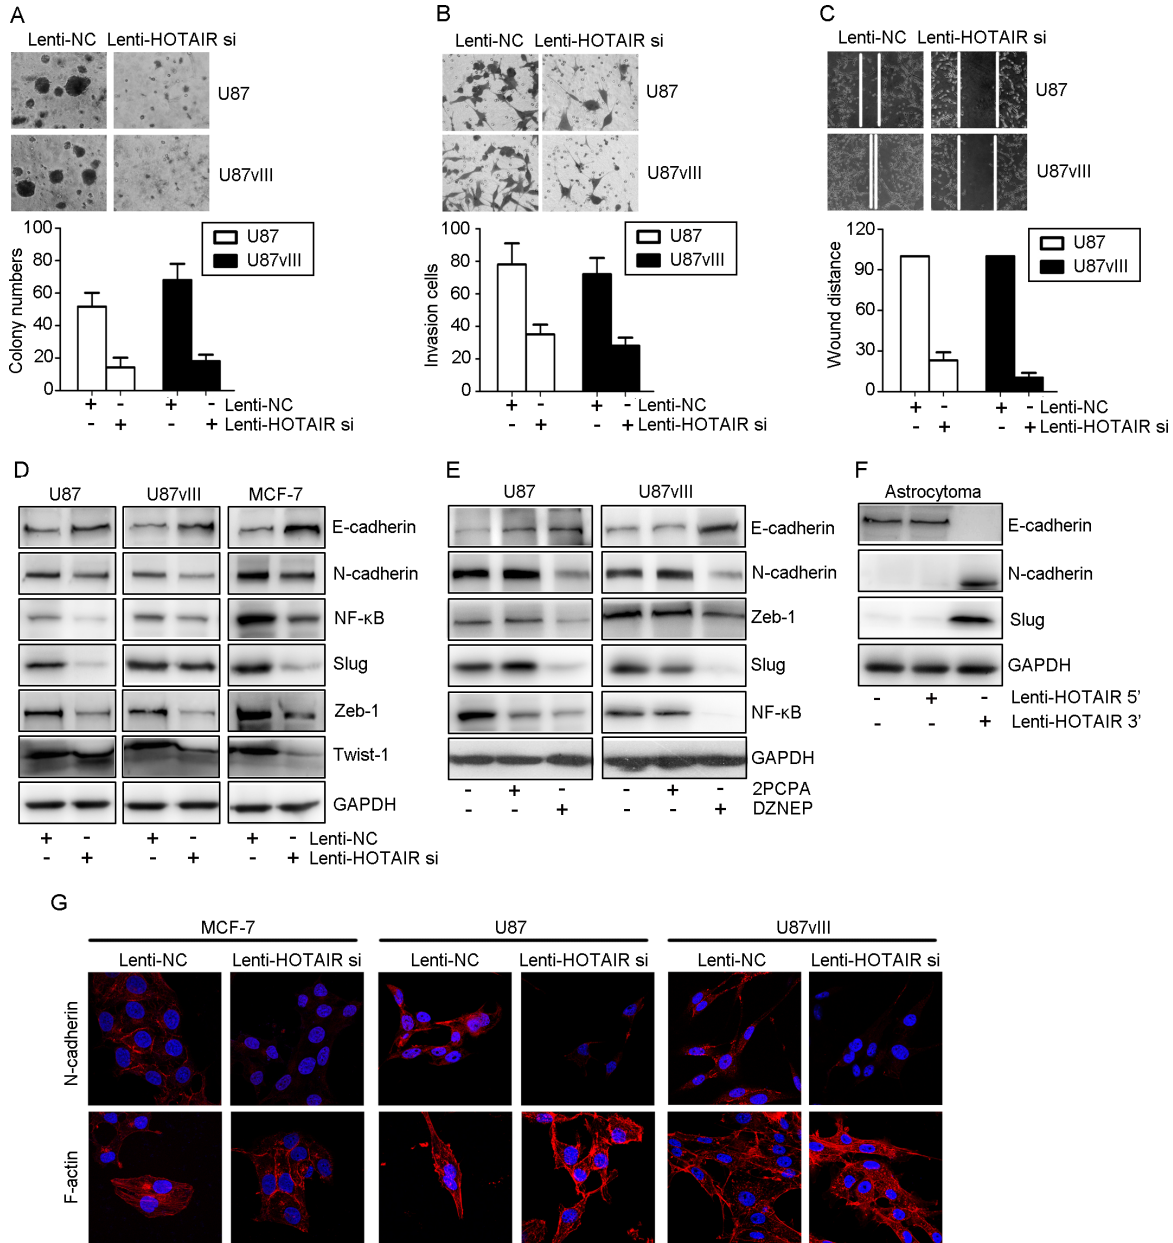 A
Lenti-NC Lenti-HOTAIR si
U87
U87vIII
Colony numbers
100
80
60
40
20
0
U87
U87vIII
+ - + - Lenti-NC
- + - + Lenti-HOTAIR si
B
Lenti-NC Lenti-HOTAIR si
U87
U87vIII
Invasion cells
100
80
60
40
20
0
U87
U87vIII
+ - + - Lenti-NC
- + - + Lenti-HOTAIR si
C
Lenti-NC Lenti-HOTAIR si
U87
U87vIII
Wound distance
120
90
60
30
0
U87
U87vIII
+ - + - Lenti-NC
- + - + Lenti-HOTAIR si
D
U87 U87vIII MCF-7
E-cadherin
N-cadherin
NF-κB
Slug
Zeb-1
Twist-1
GAPDH
+ - + - + - Lenti-NC
- + - + - + Lenti-HOTAIR si
E
U87 U87vIII
E-cadherin
N-cadherin
Zeb-1
Slug
NF-κB
GAPDH
- + - - + - 2PCPA
- - + - - + DZNEP
F
Astrocytoma
E-cadherin
N-cadherin
Slug
GAPDH
- + - Lenti-HOTAIR 5’
- - + Lenti-HOTAIR 3’
G
MCF-7 U87 U87vIII
Lenti-NC Lenti-HOTAIR si Lenti-NC Lenti-HOTAIR si Lenti-NC Lenti-HOTAIR si
N-cadherin
F-actin